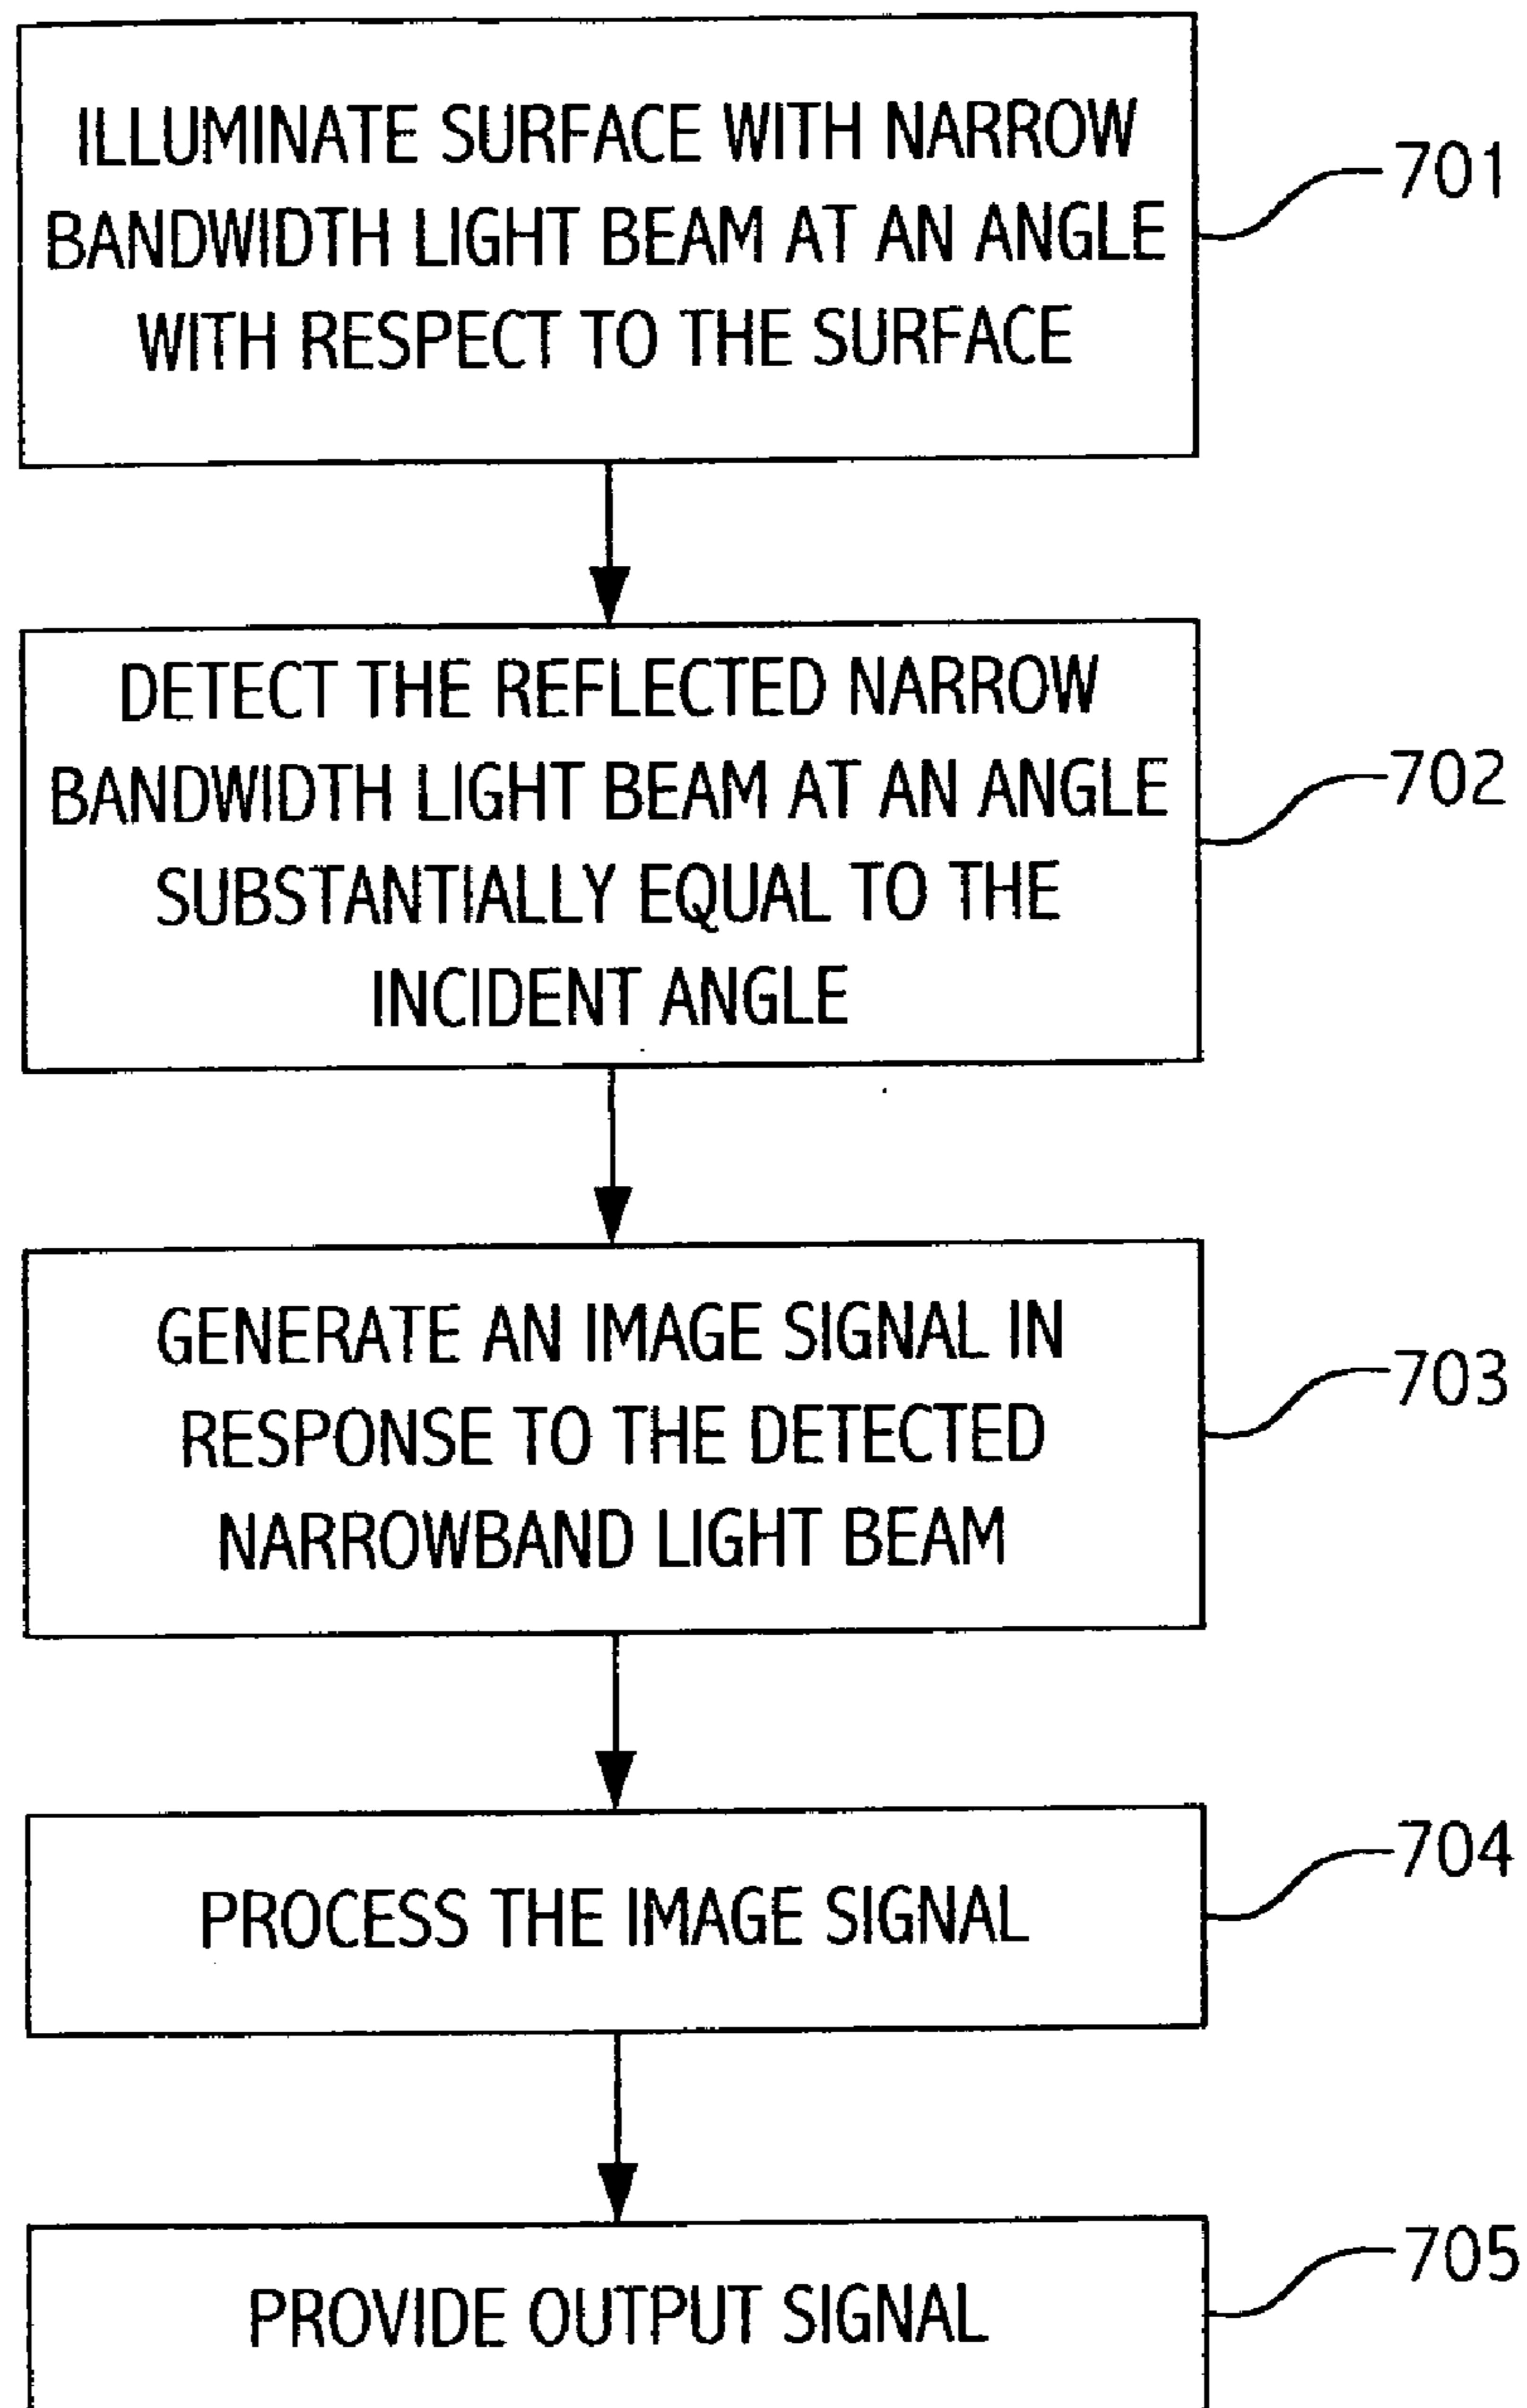 ILLUMINATE SURFACE WITH NARROW
BANDWIDTH LIGHT BEAM AT AN ANGLE
WITH RESPECT TO THE SURFACE
701
DETECT THE REFLECTED NARROW
BANDWIDTH LIGHT BEAM AT AN ANGLE
SUBSTANTIALLY EQUAL TO THE
INCIDENT ANGLE
702
GENERATE AN IMAGE SIGNAL IN
RESPONSE TO THE DETECTED
NARROWBAND LIGHT BEAM
703
PROCESS THE IMAGE SIGNAL
704
PROVIDE OUTPUT SIGNAL
705